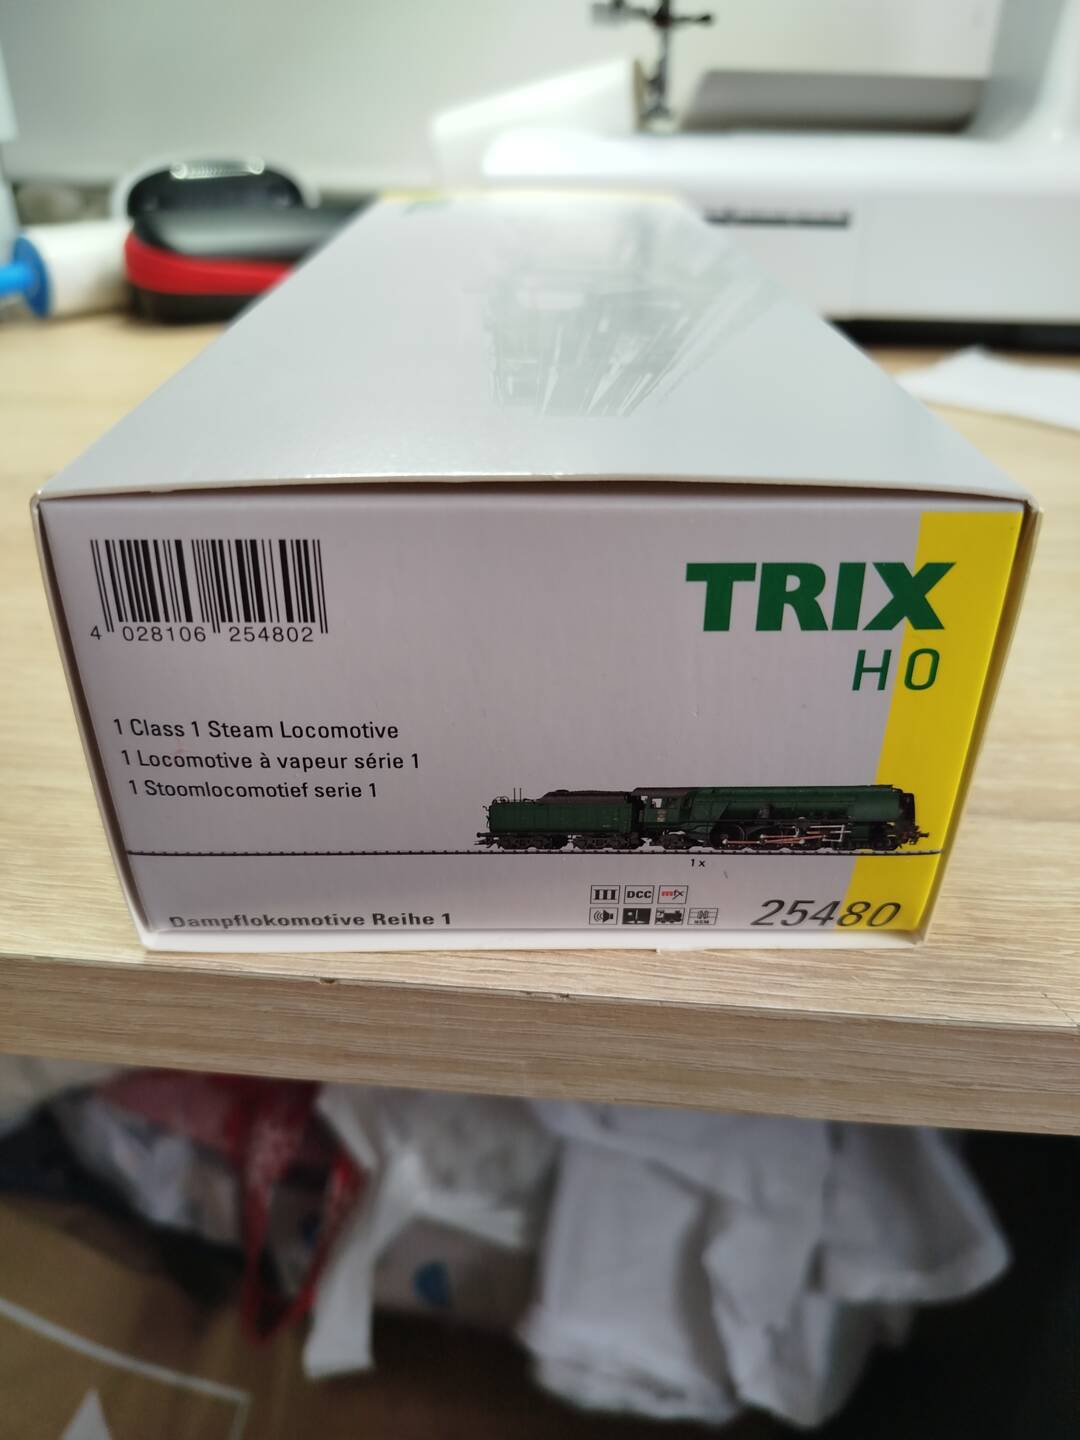 TRIX
H0
4 028106 254802
1 Class 1 Steam Locomotive
1 Locomotive à vapeur série 1
1 Stoomlocomotief serie 1
1 x
III DCC mfx
Dampflokomotive Reihe 1
25480